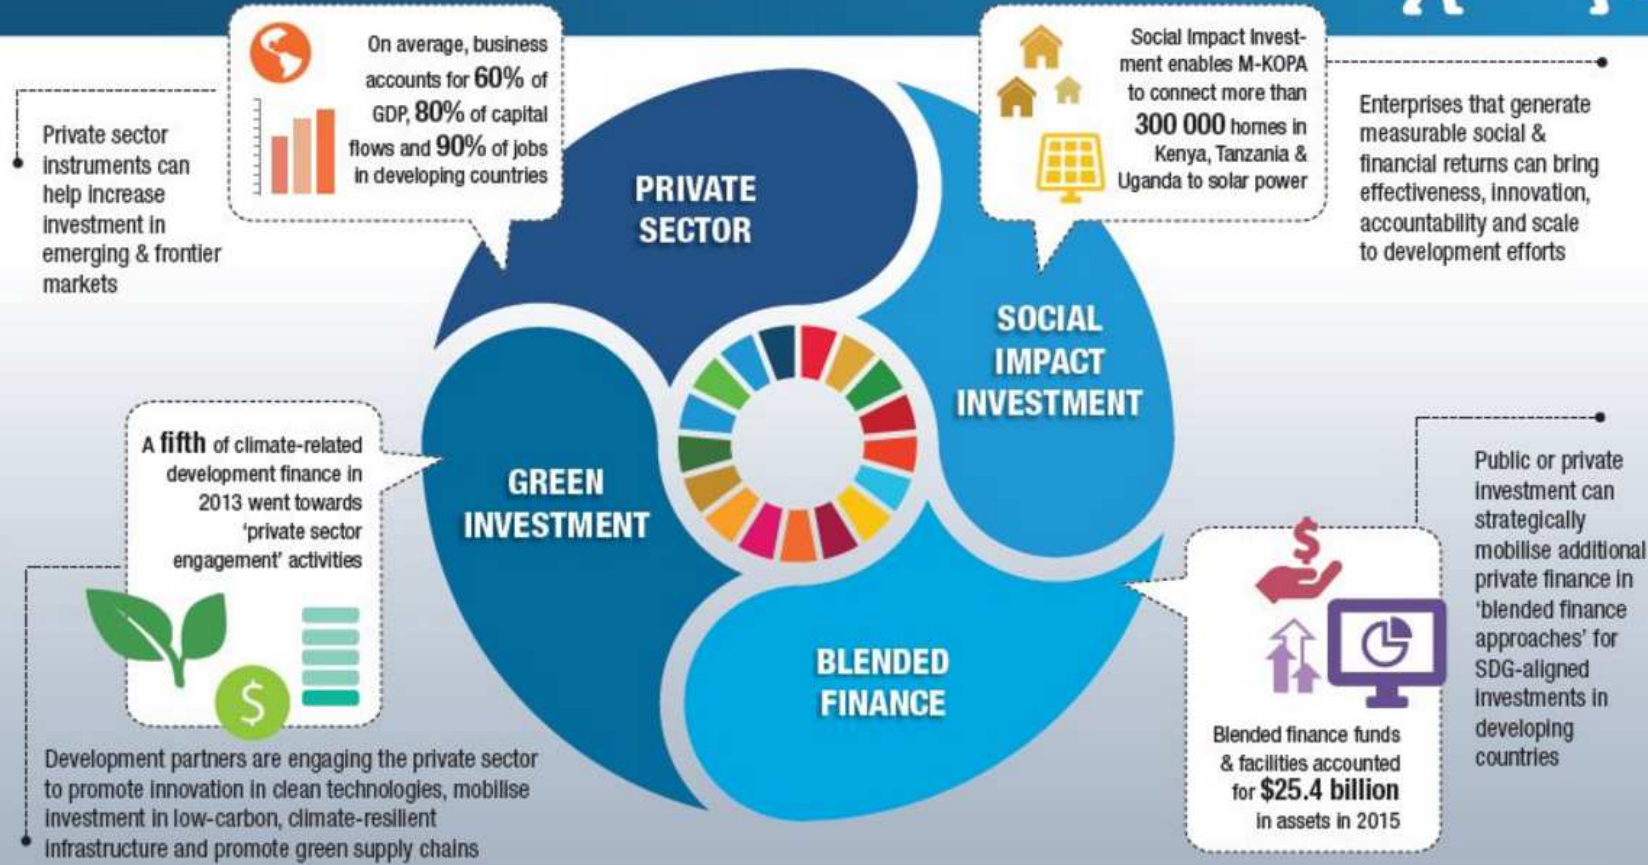 On average, business
accounts for 60% of
GDP, 80% of capital
flows and 90% of jobs
in developing countries
Private sector
instruments can
help increase
investment in
emerging & frontier
markets
PRIVATE
SECTOR
Social Impact Invest-
ment enables M-KOPA
to connect more than
300 000 homes in
Kenya, Tanzania &
Uganda to solar power
Enterprises that generate
measurable social &
financial returns can bring
effectiveness, innovation,
accountability and scale
to development efforts
SOCIAL
IMPACT
INVESTMENT
A fifth of climate-related
development finance in
2013 went towards
'private sector
engagement' activities
$
GREEN
INVESTMENT
Development partners are engaging the private sector
to promote innovation in clean technologies, mobilise
investment in low-carbon, climate-resilient
infrastructure and promote green supply chains
BLENDED
FINANCE
$
Blended finance funds
& facilities accounted
for $25.4 billion
in assets in 2015
Public or private
investment can
strategically
mobilise additional
private finance in
'blended finance
approaches' for
SDG-aligned
investments in
developing
countries